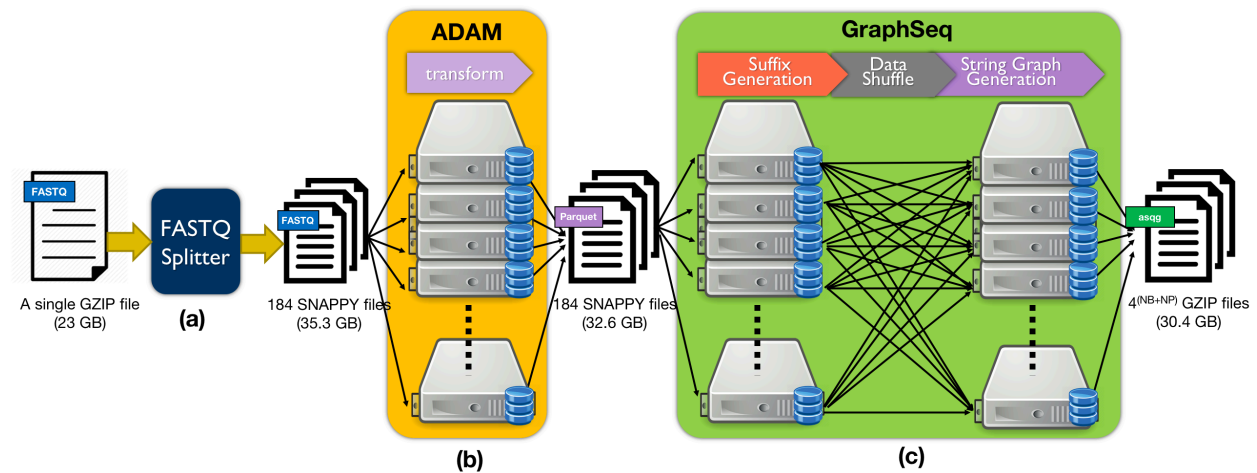 ADAM
GraphSeq
transform
Suffix
Generation
Data
Shuffle
String Graph
Generation
FASTQ
FASTQ
Splitter
FASTQ
Parquet
asqg
A single GZIP file
(23 GB)
(a)
184 SNAPPY files
(35.3 GB)
184 SNAPPY files
(32.6 GB)
4(NB+NP) GZIP files
(30.4 GB)
(b)
(c)